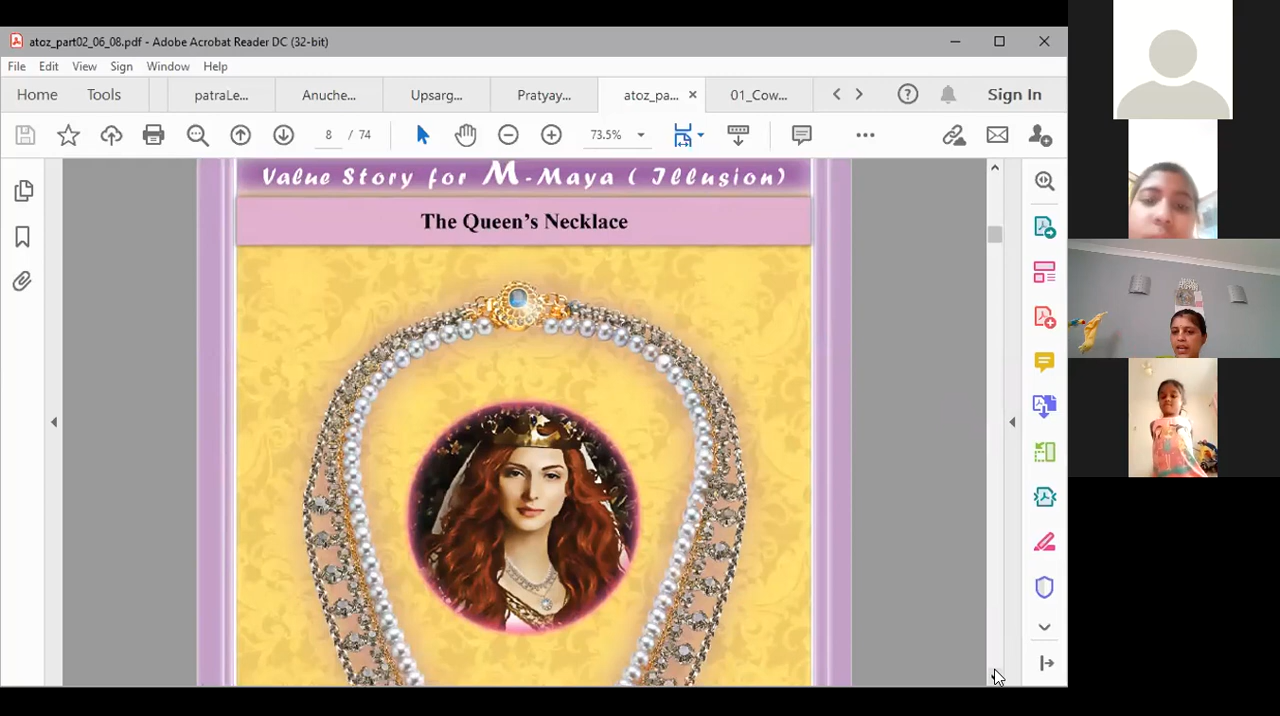 atoz_part02_06_08.pdf - Adobe Acrobat Reader DC (32-bit)
File Edit View Sign Window Help
Home Tools patraLe... Anuche... Upsarg... Pratyay... atoz_pa... 01_Cow... Sign In
8 / 74 73.5%
Value Story for M-Maya ( Illusion)
The Queen's Necklace